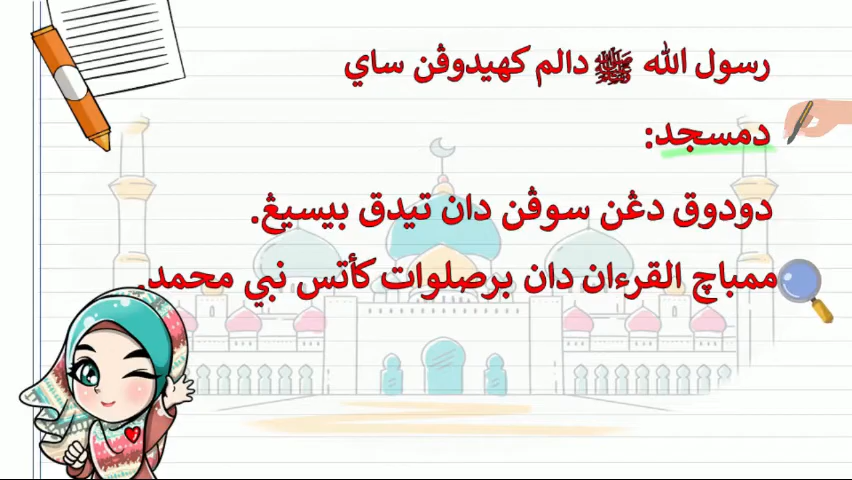 رسول الله ﷺ دالم کهيدوڤن ساي
دمسجد:
دودوق دڠن سوڤن دان تيدق بيسيڠ.
ممباچ القرءان دان برصلوات کأتس نبي محمد.